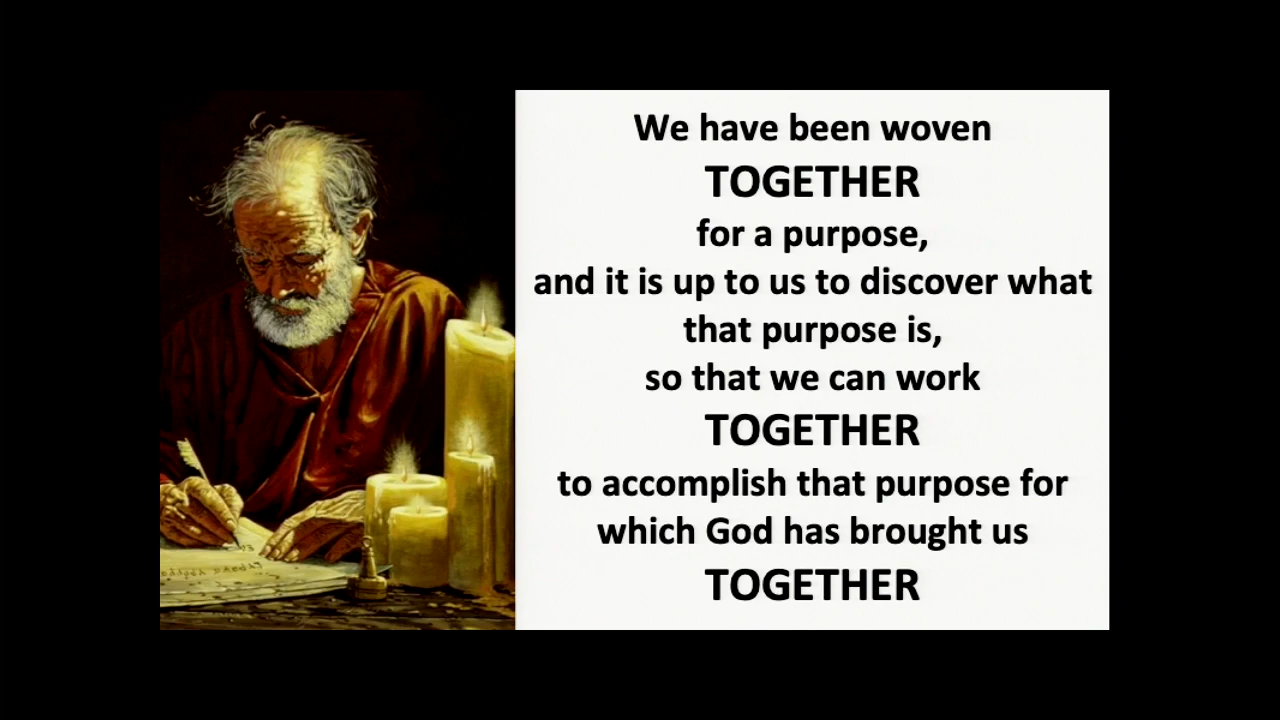 We have been woven
TOGETHER
for a purpose,
and it is up to us to discover what
that purpose is,
so that we can work
TOGETHER
to accomplish that purpose for
which God has brought us
TOGETHER